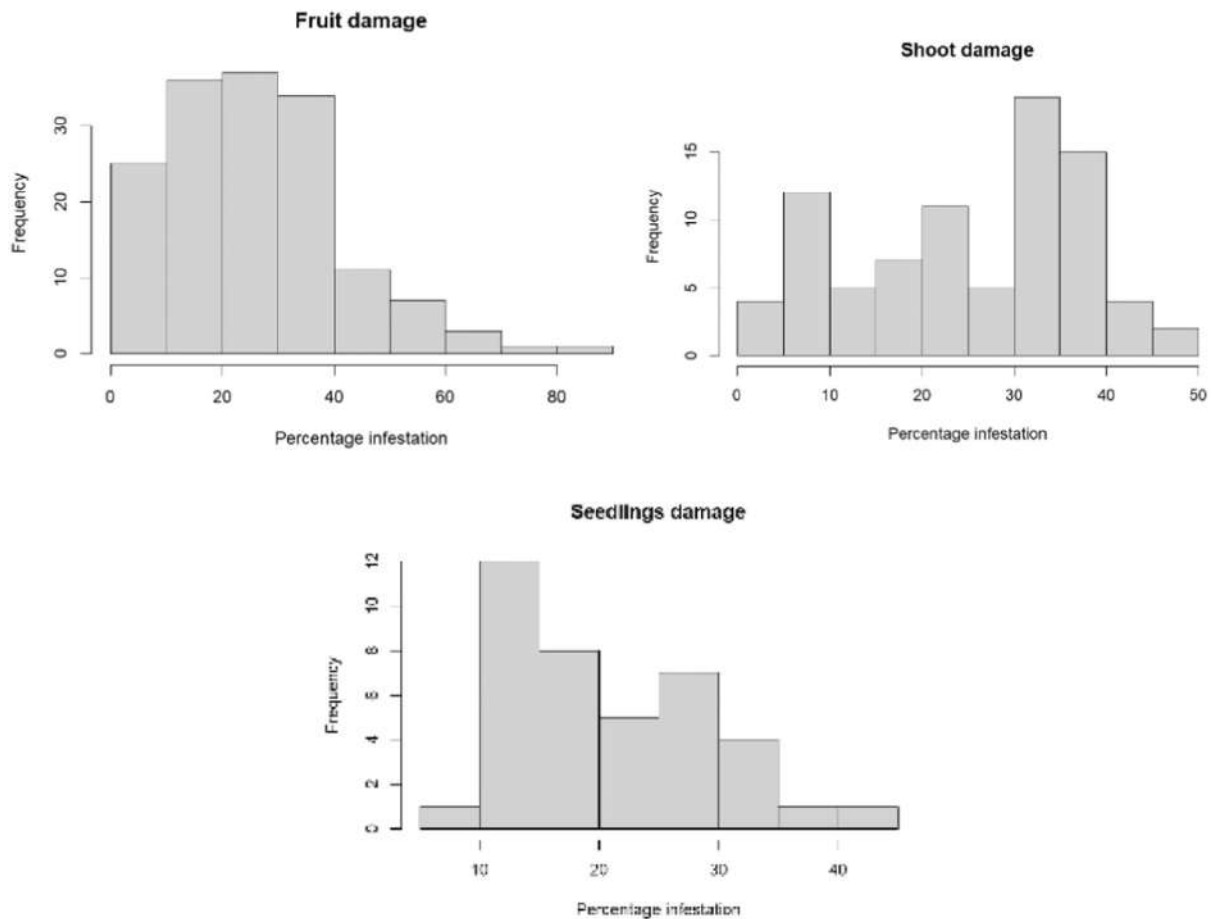 Fruit damage
Frequency
30
20
10
0
0 20 40 60 80
Percentage infestation
Shoot damage
Frequency
15
10
5
0
0 10 20 30 40 50
Percentage infestation
Seedlings damage
Frequency
12
10
8
6
4
2
0
10 20 30 40
Percentage infestation